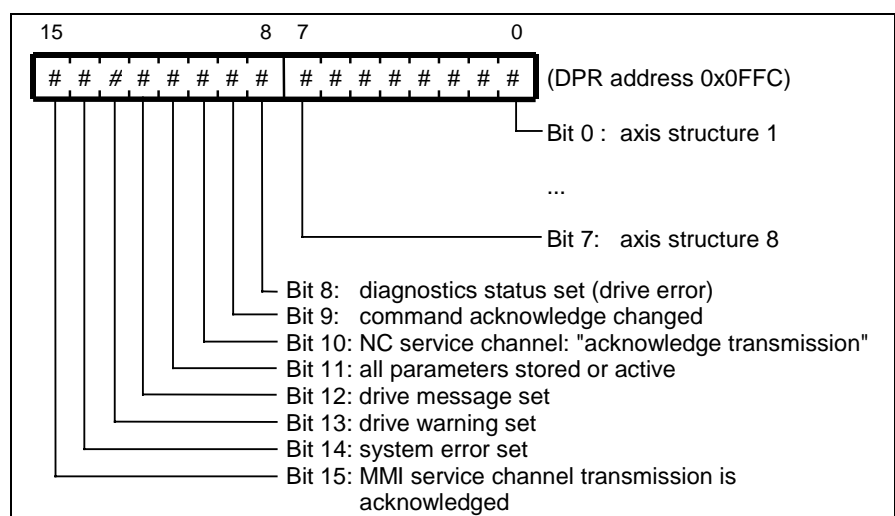 15 8 7 0
# # # # # # # # # # # # # # # # (DPR address 0x0FFC)
Bit 0 : axis structure 1
...
Bit 7: axis structure 8
Bit 8: diagnostics status set (drive error)
Bit 9: command acknowledge changed
Bit 10: NC service channel: "acknowledge transmission"
Bit 11: all parameters stored or active
Bit 12: drive message set
Bit 13: drive warning set
Bit 14: system error set
Bit 15: MMI service channel transmission is
acknowledged